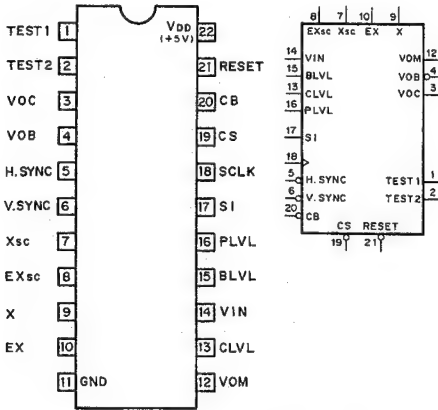 TEST1 1 VDD 22
(+5V)
TEST2 2 21 RESET
VOC 3 20 CB
VOB 4 19 CS
H.SYNC 5 18 SCLK
V.SYNC 6 17 SI
Xsc 7 16 PLVL
EXsc 8 15 BLVL
X 9 14 VIN
EX 10 13 CLVL
11 GND 12 VOM
8 7 10 9
EXsc Xsc EX X
14 VIN VOM 12
15 BLVL VOB 4
13 CLVL VOC 3
16 PLVL
17 SI
18
5 H.SYNC TEST1 1
6 V.SYNC TEST2 2
20 CB
CS RESET
19 21